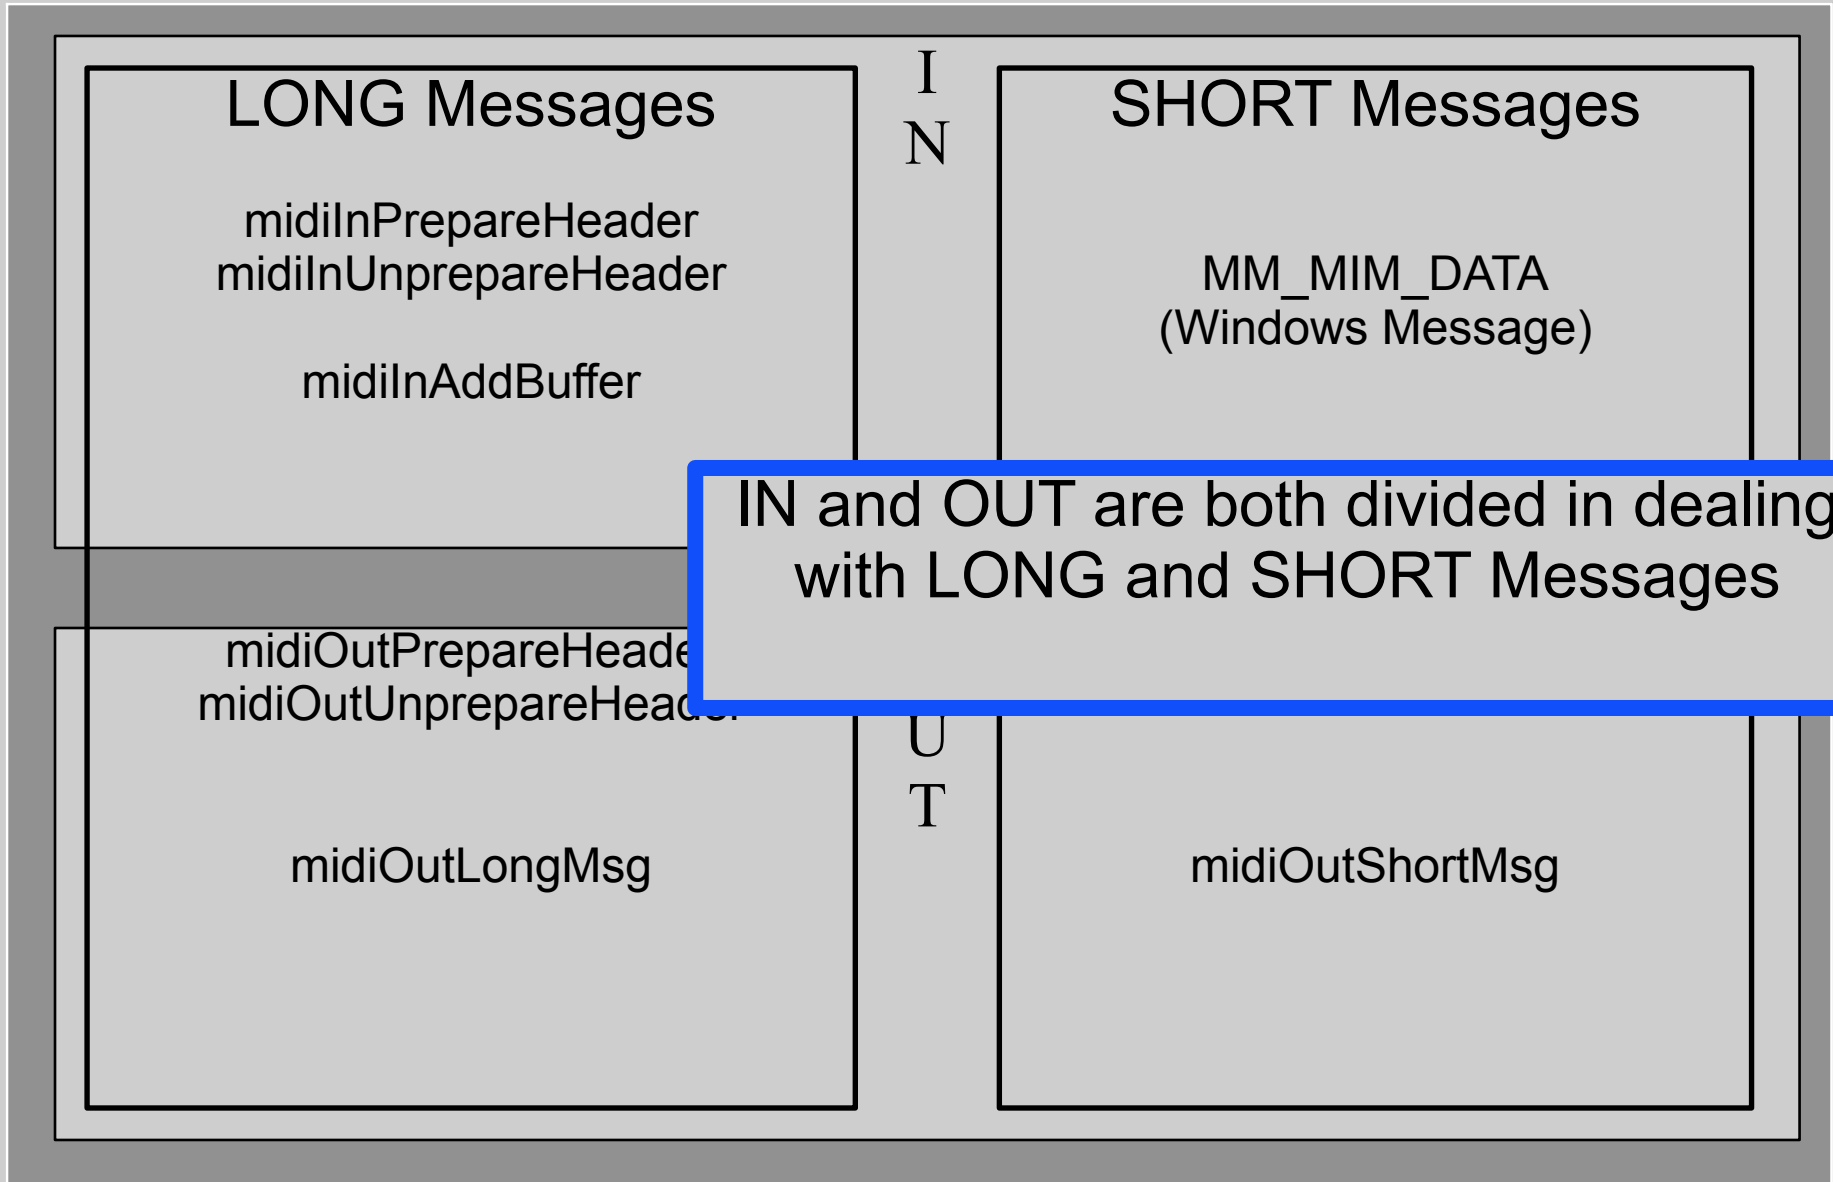 LONG Messages
midiInPrepareHeader
midiInUnprepareHeader
midiInAddBuffer
I
N
SHORT Messages
MM_MIM_DATA
(Windows Message)
IN and OUT are both divided in dealing
with LONG and SHORT Messages
midiOutLongMsg
U
T
midiOutShortMsg